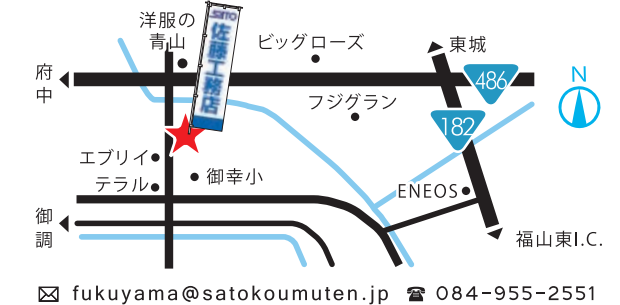 洋服の
青山
SATO
佐藤工務店
ビッグローズ
東城
府
中
486
N
フジグラン
182
エブリイ
テラル
御幸小
ENEOS
御
調
福山東I.C.
fukuyama@satokoumuten.jp ☎ 084-955-2551